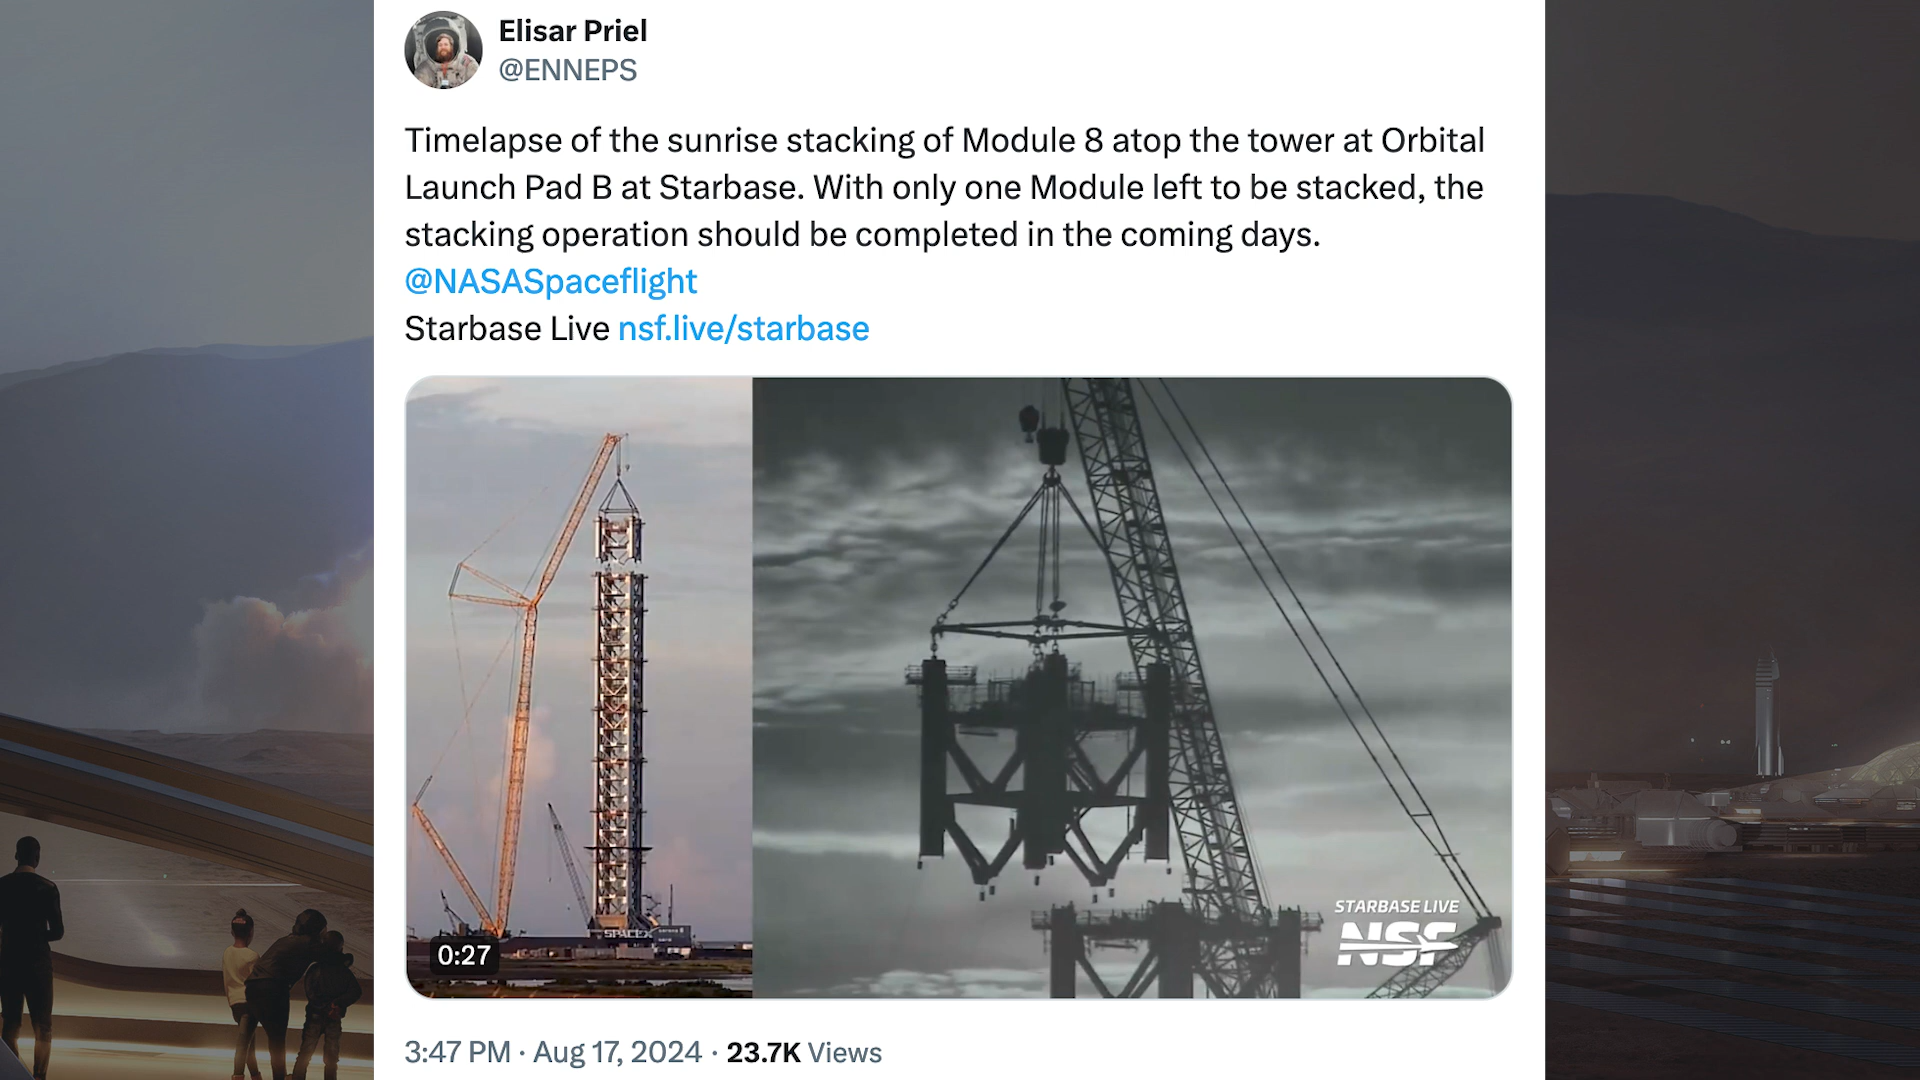 Elisar Priel
@ENNEPS
Timelapse of the sunrise stacking of Module 8 atop the tower at Orbital
Launch Pad B at Starbase. With only one Module left to be stacked, the
stacking operation should be completed in the coming days.
@NASASpaceflight
Starbase Live nsf.live/starbase
SPACEX
0:27
STARBASE LIVE
NSF
3:47 PM · Aug 17, 2024 · 23.7K Views